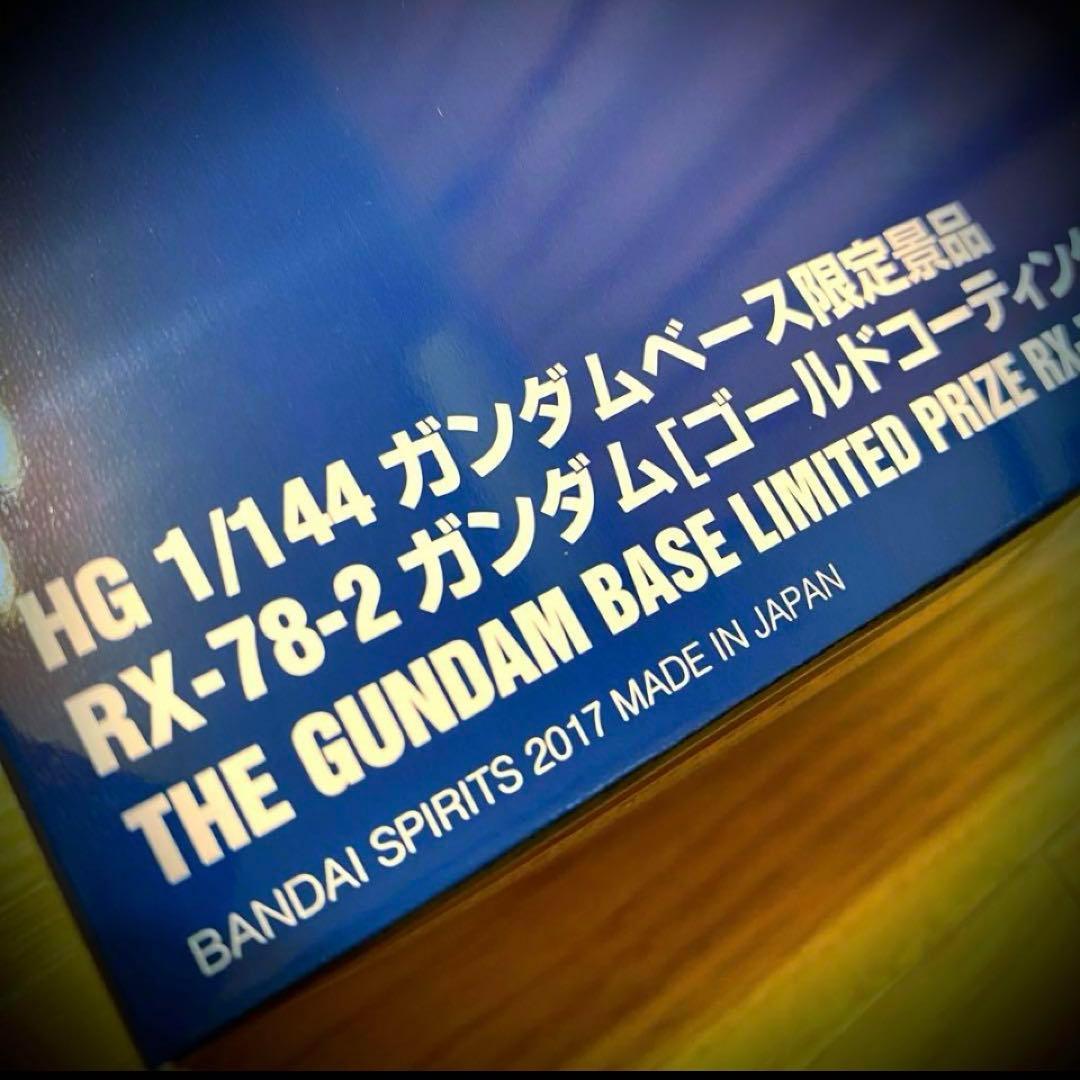 HG 1/144 ガンダムベース限定景品
RX-78-2 ガンダム[ゴールドコーティン
THE GUNDAM BASE LIMITED PRIZE RX-
BANDAI SPIRITS 2017 MADE IN JAPAN